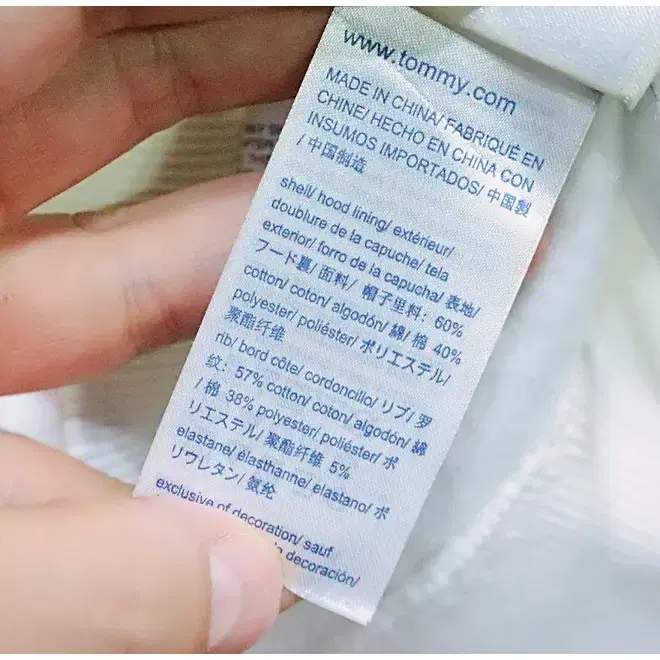 www.tommy.com
MADE IN CHINA/ FABRIQUÉ EN
CHINE/ HECHO EN CHINA CON
INSUMOS IMPORTADOS/ 中国製
/ 中国制造
shell/ hood lining/ extérieur/
doublure de la capuche/ tela
exterior/ forro de la capucha/ 表地/
フード裏/ 面料/ 帽子里料: 60%
cotton/ coton/ algodón/ 綿/ 棉 40%
polyester/ poliéster/ ポリエステル/
聚酯纤维
rib/ bord côte/ cordoncillo/ リブ/ 罗
纹: 57% cotton/ coton/ algodón/ 綿
/ 棉 38% polyester/ poliéster/ ポ
リエステル/ 聚酯纤维 5%
elastane/ élasthanne/ elastano/ ポ
リウレタン/ 氨纶
exclusive of decoration/ sauf
decoración/